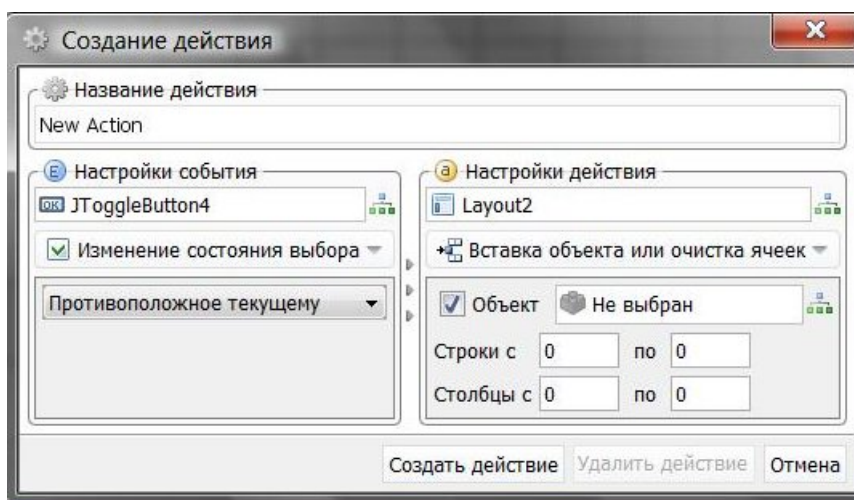 Создание действия
Название действия
New Action
E Настройки события
OK JToggleButton4
Изменение состояния выбора
Противоположное текущему
a Настройки действия
Layout2
Вставка объекта или очистка ячеек
Объект Не выбран
Строки с 0 по 0
Столбцы с 0 по 0
Создать действие Удалить действие Отмена